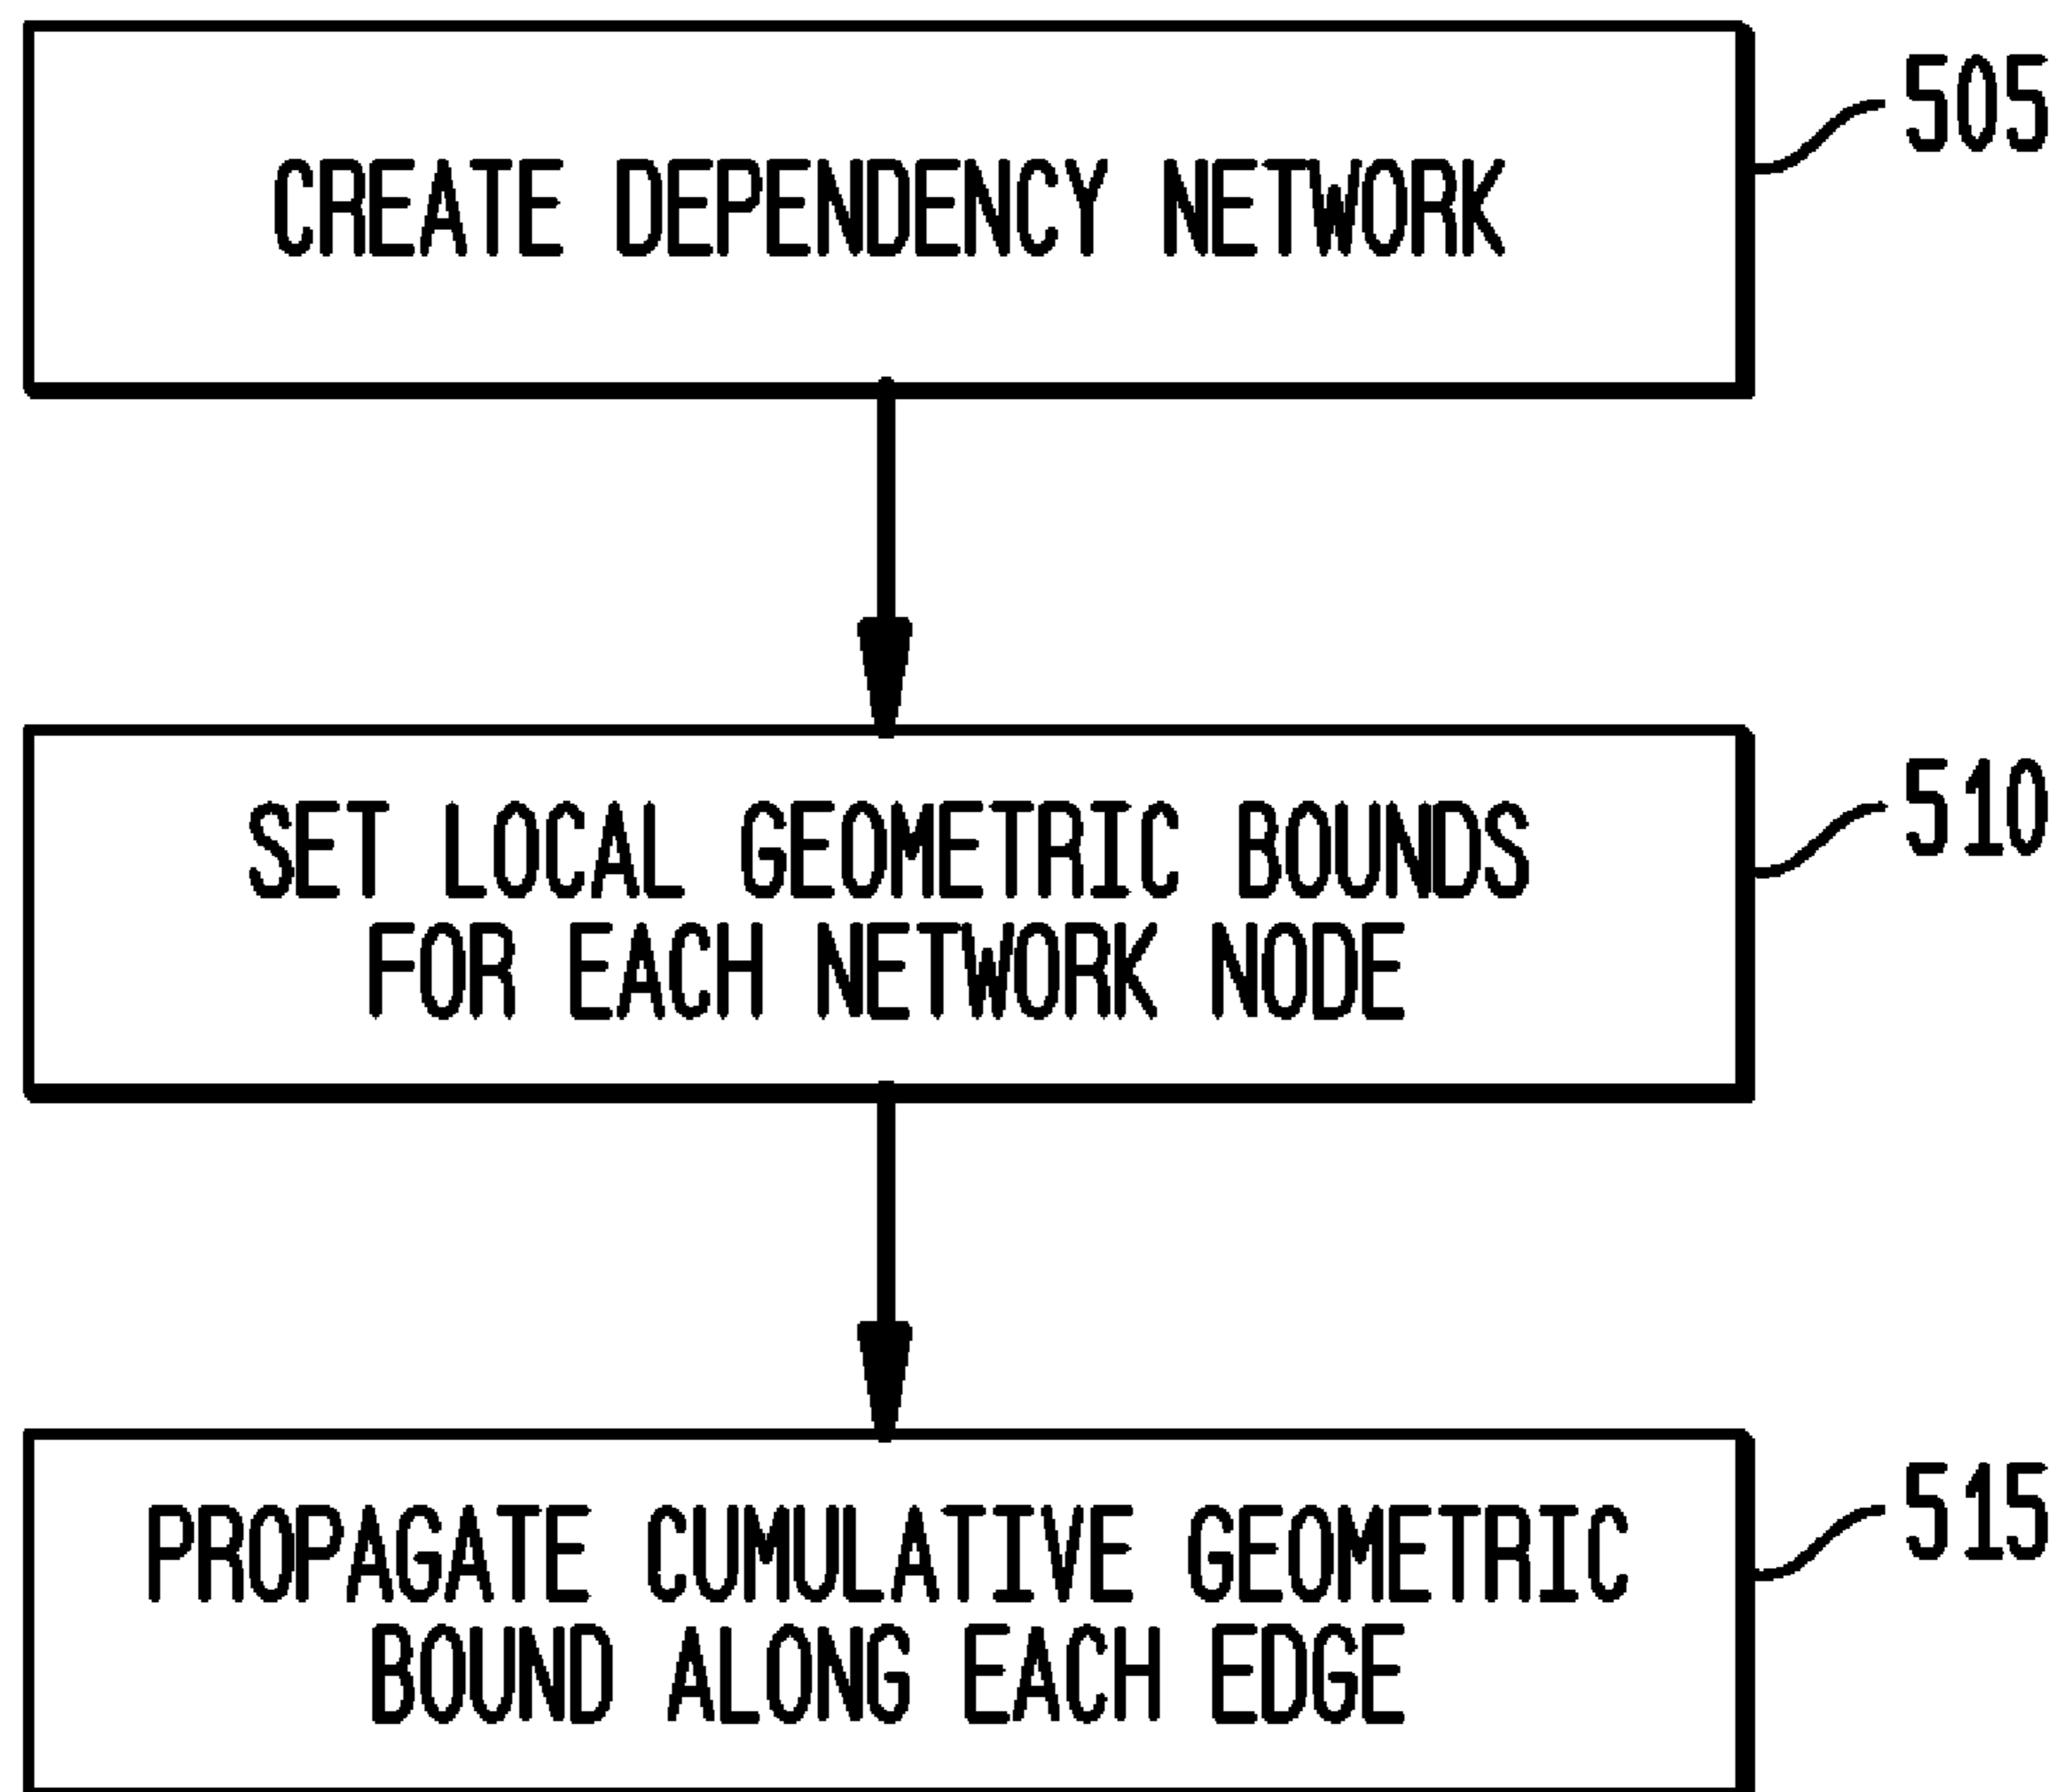 505
CREATE DEPENDENCY NETWORK
510
SET LOCAL GEOMETRIC BOUNDS
FOR EACH NETWORK NODE
515
PROPAGATE CUMULATIVE GEOMETRIC
BOUND ALONG EACH EDGE